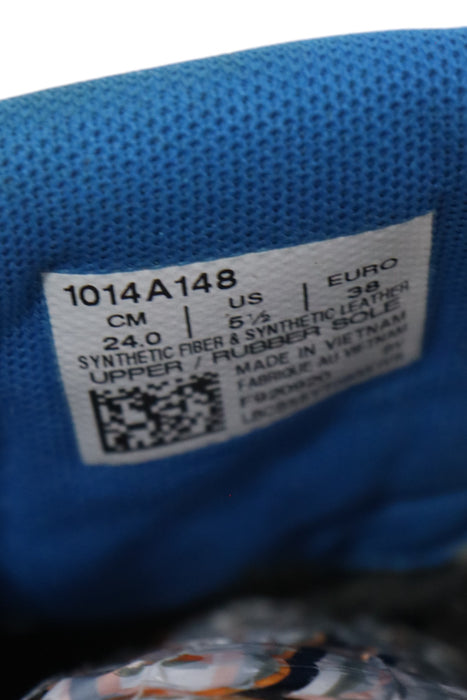 1014A148
CM | US | EURO
24.0 | 5½ | 38
SYNTHETIC FIBER & SYNTHETIC LEATHER
UPPER / RUBBER SOLE
MADE IN VIETNAM
FABRIQUE AU VIETNAM